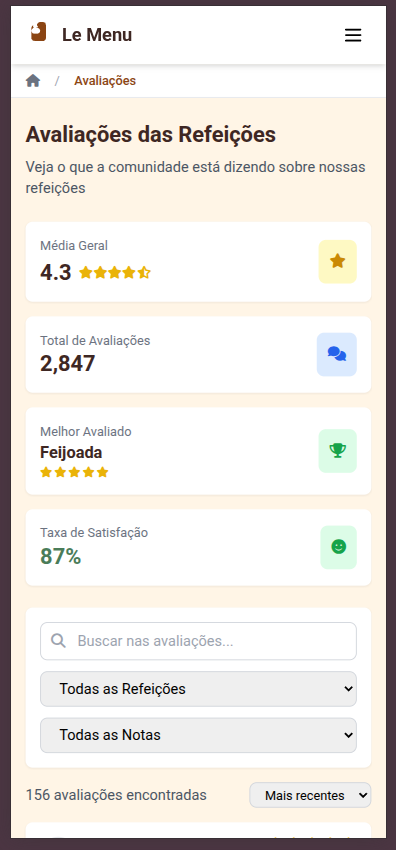 Le Menu
/ Avaliações
Avaliações das Refeições
Veja o que a comunidade está dizendo sobre nossas
refeições
Média Geral
4.3
Total de Avaliações
2,847
Melhor Avaliado
Feijoada
Taxa de Satisfação
87%
Buscar nas avaliações...
Todas as Refeições
Todas as Notas
156 avaliações encontradas
Mais recentes